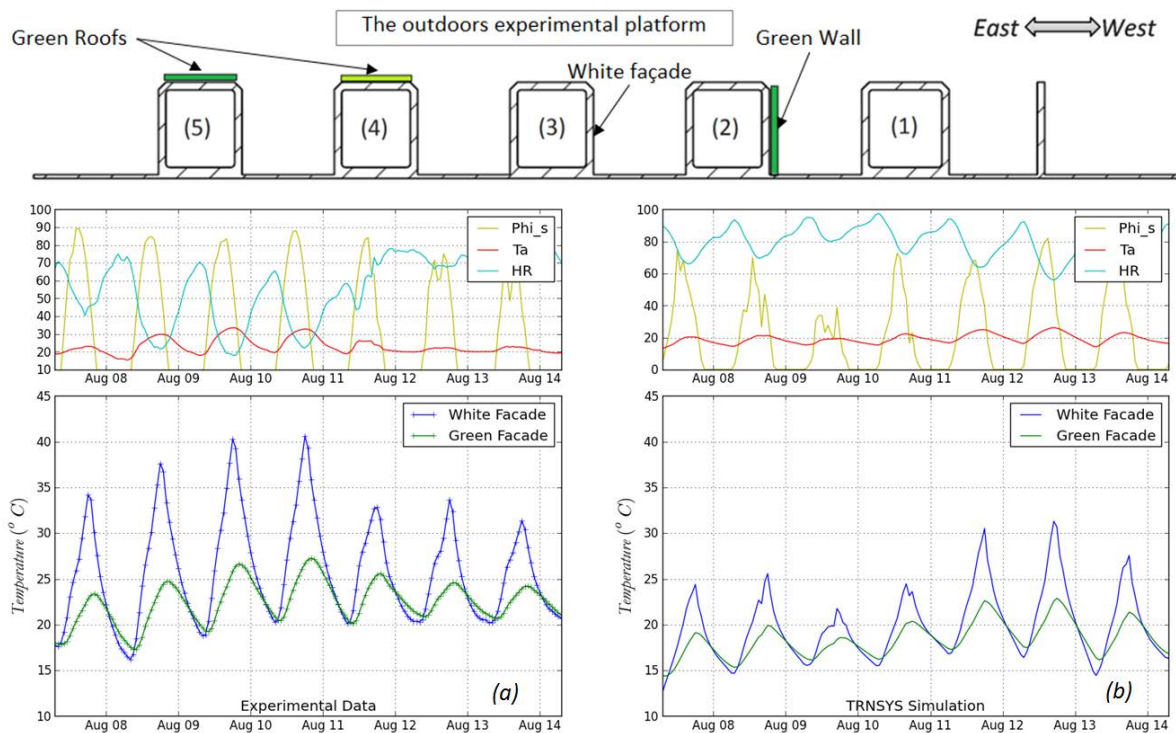 The outdoors experimental platform
East West
Green Roofs
Green Wall
White façade
(5) (4) (3) (2) (1)
100
90
80
70
60
50
40
30
20
10
Phi_s
Ta
HR
Aug 08 Aug 09 Aug 10 Aug 11 Aug 12 Aug 13 Aug 14
100
80
60
40
20
0
Phi_s
Ta
HR
Aug 08 Aug 09 Aug 10 Aug 11 Aug 12 Aug 13 Aug 14
Temperature (° C)
45
40
35
30
25
20
15
10
White Facade
Green Facade
(a)
Experimental Data
Aug 08 Aug 09 Aug 10 Aug 11 Aug 12 Aug 13 Aug 14
Temperature (° C)
45
40
35
30
25
20
15
10
White Facade
Green Facade
(b)
TRNSYS Simulation
Aug 08 Aug 09 Aug 10 Aug 11 Aug 12 Aug 13 Aug 14